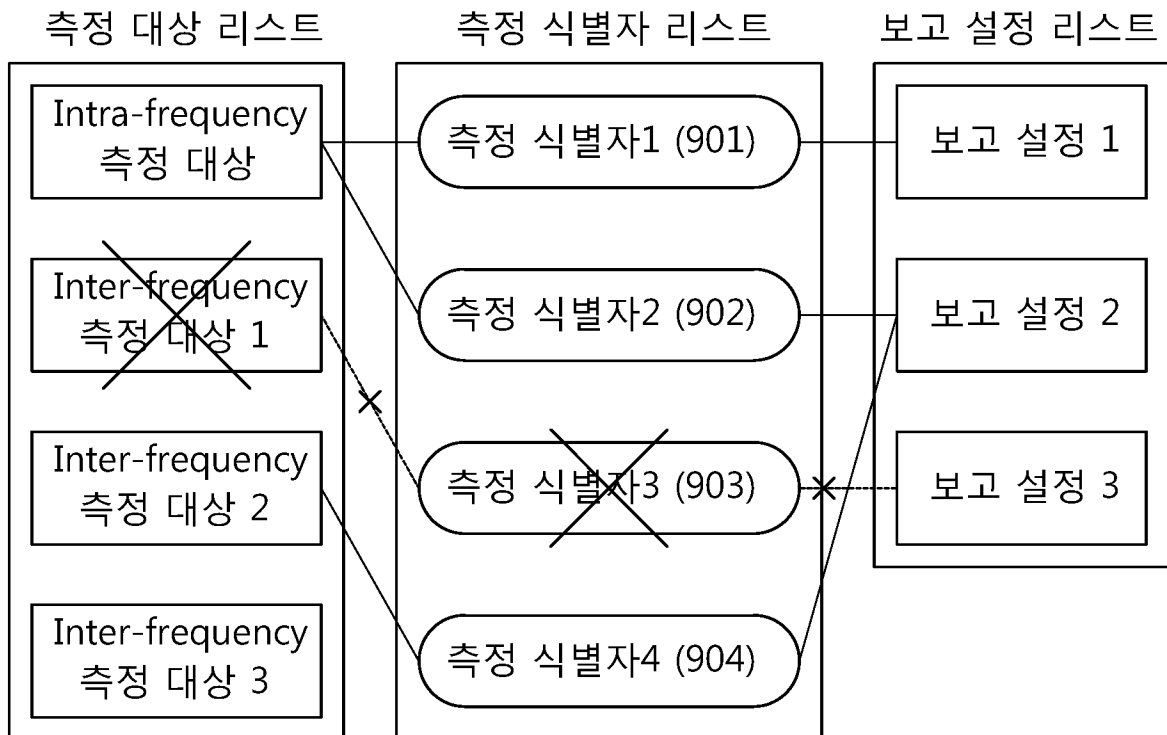 측정 대상 리스트
Intra-frequency
측정 대상
Inter-frequency
측정 대상 1
Inter-frequency
측정 대상 2
Inter-frequency
측정 대상 3
측정 식별자 리스트
측정 식별자1 (901)
측정 식별자2 (902)
측정 식별자3 (903)
측정 식별자4 (904)
보고 설정 리스트
보고 설정 1
보고 설정 2
보고 설정 3